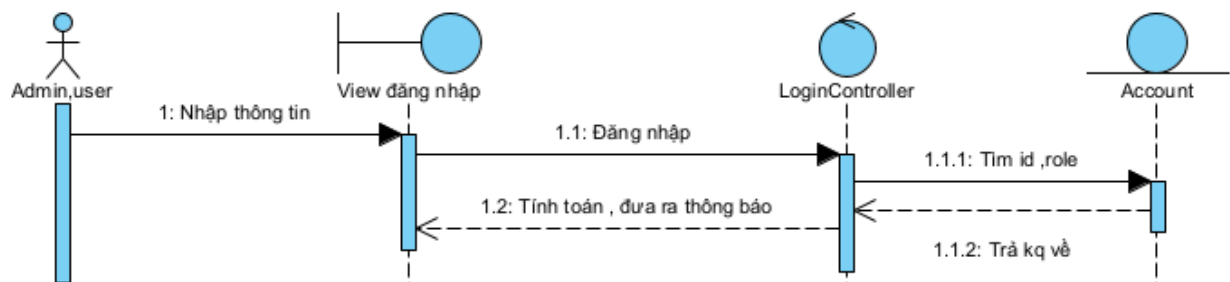 Admin,user
View đăng nhập
LoginController
Account
1: Nhập thông tin
1.1: Đăng nhập
1.1.1: Tìm id ,role
1.2: Tính toán , đưa ra thông báo
1.1.2: Trả kq về